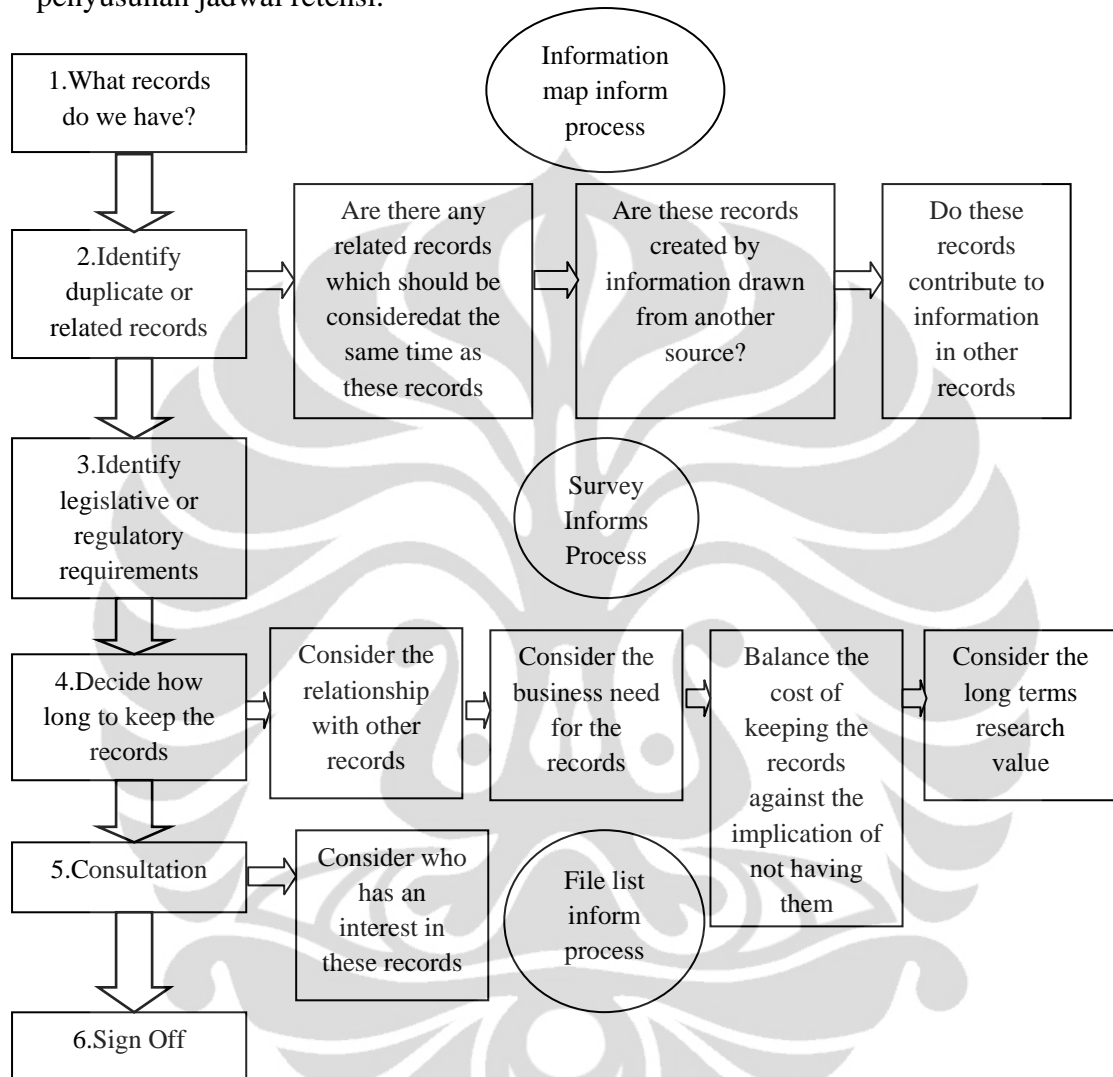 penyusunan jadwal retensi.
1.What records
do we have?
Information
map inform
process
2.Identify
duplicate or
related records
Are there any
related records
which should be
consideredat the
same time as
these records
Are these records
created by
information drawn
from another
source?
Do these
records
contribute to
information
in other
records
3.Identify
legislative or
regulatory
requirements
Survey
Informs
Process
4.Decide how
long to keep the
records
Consider the
relationship
with other
records
Consider the
business need
for the
records
Balance the
cost of
keeping the
records
against the
implication of
not having
them
Consider the
long terms
research
value
5.Consultation
Consider who
has an
interest in
these records
File list
inform
process
6.Sign Off